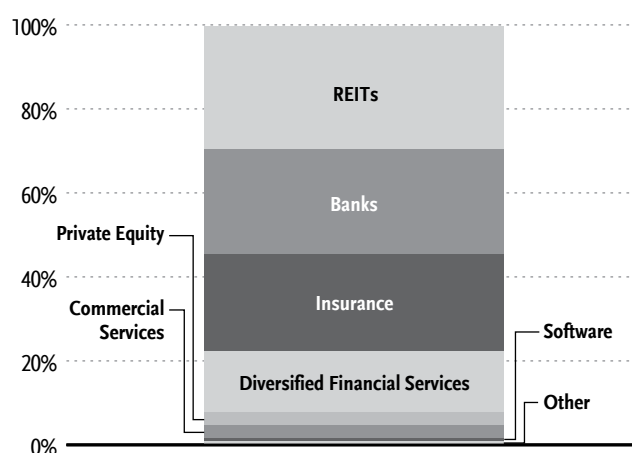 100%
REITs
80%
60%
Banks
Private Equity
40%
Commercial
Services
Insurance
Software
20%
Diversified Financial Services
Other
0%